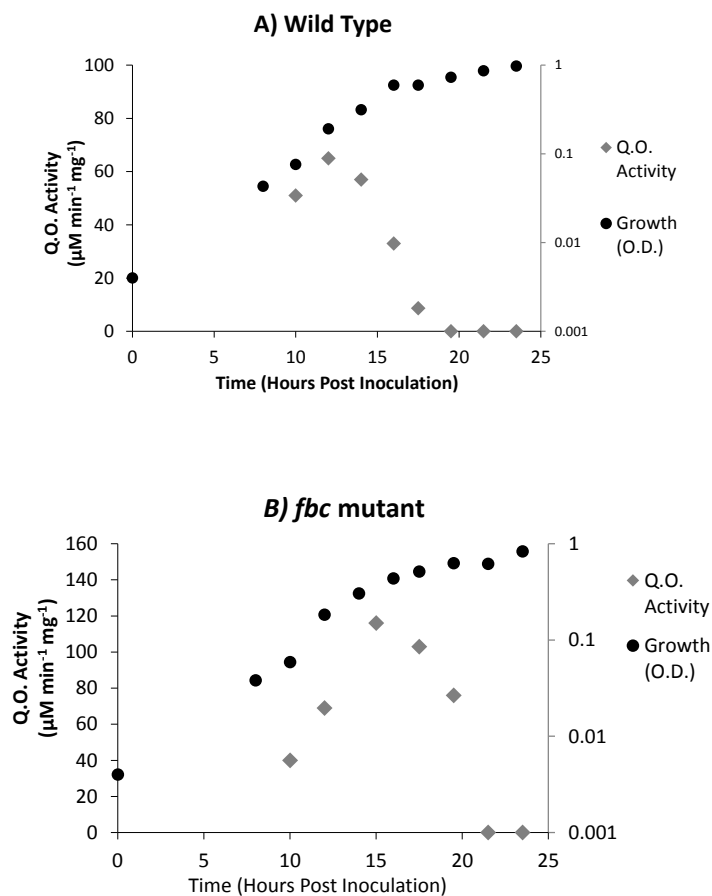 A) Wild Type
100
80
60
40
20
0
Q.O. Activity
(µM min⁻¹ mg⁻¹)
1
0.1
0.01
0.001
0 5 10 15 20 25
Time (Hours Post Inoculation)
Q.O.
Activity
Growth
(O.D.)
B) fbc mutant
160
140
120
100
80
60
40
20
0
Q.O. Activity
(µM min⁻¹ mg⁻¹)
1
0.1
0.01
0.001
0 5 10 15 20 25
Time (Hours Post Inoculation)
Q.O.
Activity
Growth
(O.D.)